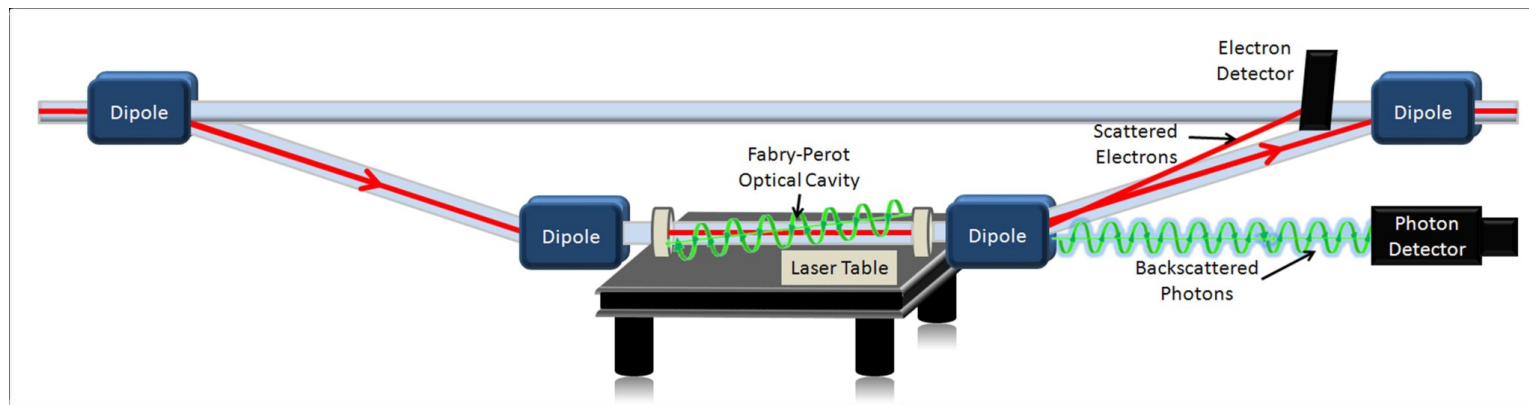 Electron
Detector
Dipole
Dipole
Scattered
Electrons
Fabry-Perot
Optical Cavity
Dipole
Dipole
Photon
Detector
Laser Table
Backscattered
Photons